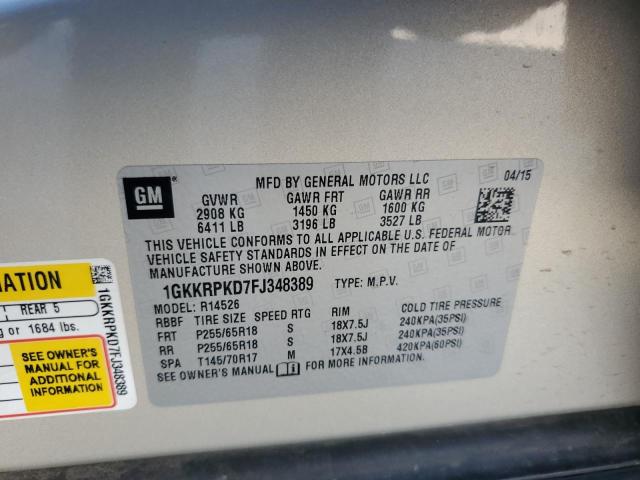 GM
MFD BY GENERAL MOTORS LLC 04/15
GVWR GAWR FRT GAWR RR
2908 KG 1450 KG 1600 KG
6411 LB 3196 LB 3527 LB
THIS VEHICLE CONFORMS TO ALL APPLICABLE U.S. FEDERAL MOTOR
VEHICLE SAFETY STANDARDS IN EFFECT ON THE DATE OF
MANUFACTURE SHOWN ABOVE.
1GKKRPKD7FJ348389 TYPE: M.P.V.
MODEL: R14526
RBBF TIRE SIZE SPEED RTG RIM COLD TIRE PRESSURE
FRT P255/65R18 S 18X7.5J 240KPA(35PSI)
RR P255/65R18 S 18X7.5J 240KPA(35PSI)
SPA T145/70R17 M 17X4.5B 420KPA(60PSI)
SEE OWNER'S MANUAL FOR MORE INFORMATION.
MATION
REAR 5
g or 1684 lbs.
SEE OWNER'S
MANUAL FOR
ADDITIONAL
INFORMATION
1GKKRPKD7FJ348389